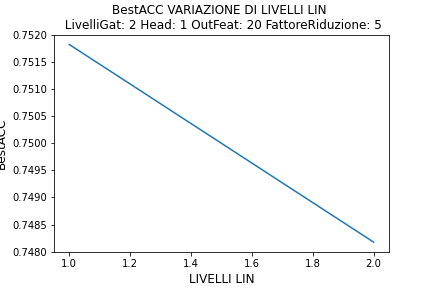 BestACC VARIAZIONE DI LIVELLI LIN
LivelliGat: 2 Head: 1 OutFeat: 20 FattoreRiduzione: 5
0.7520
0.7515
0.7510
0.7505
0.7500
0.7495
0.7490
0.7485
0.7480
BestACC
1.0 1.2 1.4 1.6 1.8 2.0
LIVELLI LIN